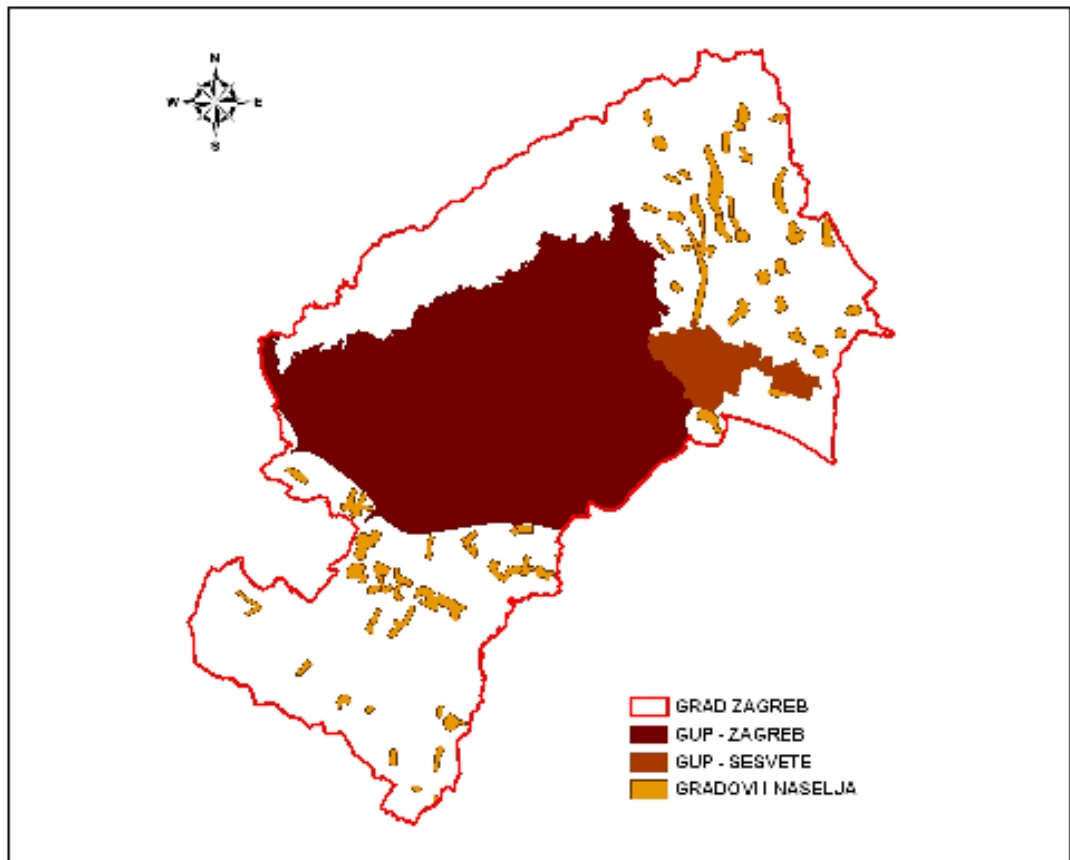 N
W E
S
GRAD ZAGREB
GUP - ZAGREB
GUP - SESVETE
GRADOVI I NASELJA